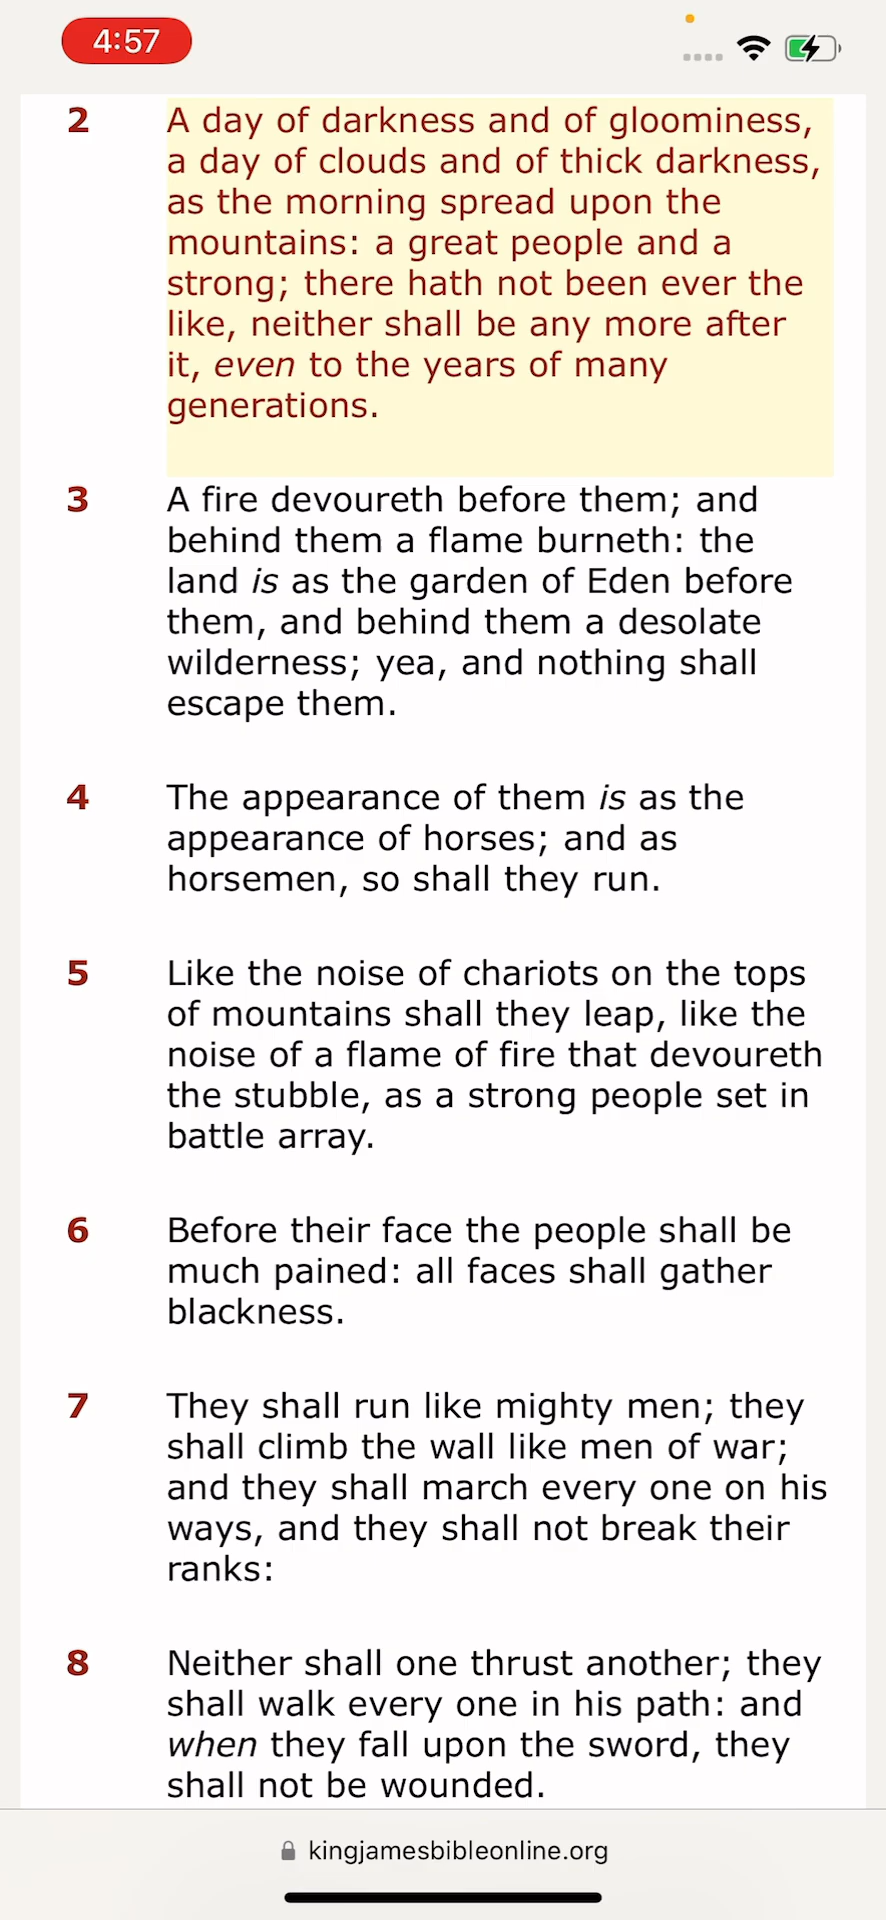 4:57
2 A day of darkness and of gloominess,
a day of clouds and of thick darkness,
as the morning spread upon the
mountains: a great people and a
strong; there hath not been ever the
like, neither shall be any more after
it, even to the years of many
generations.
3 A fire devoureth before them; and
behind them a flame burneth: the
land is as the garden of Eden before
them, and behind them a desolate
wilderness; yea, and nothing shall
escape them.
4 The appearance of them is as the
appearance of horses; and as
horsemen, so shall they run.
5 Like the noise of chariots on the tops
of mountains shall they leap, like the
noise of a flame of fire that devoureth
the stubble, as a strong people set in
battle array.
6 Before their face the people shall be
much pained: all faces shall gather
blackness.
7 They shall run like mighty men; they
shall climb the wall like men of war;
and they shall march every one on his
ways, and they shall not break their
ranks:
8 Neither shall one thrust another; they
shall walk every one in his path: and
when they fall upon the sword, they
shall not be wounded.
kingjamesbibleonline.org